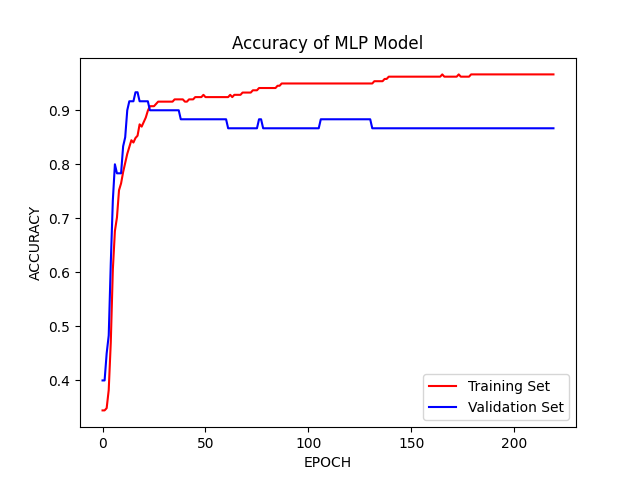 Accuracy of MLP Model
ACCURACY
0.9
0.8
0.7
0.6
0.5
0.4
Training Set
Validation Set
0 50 100 150 200
EPOCH